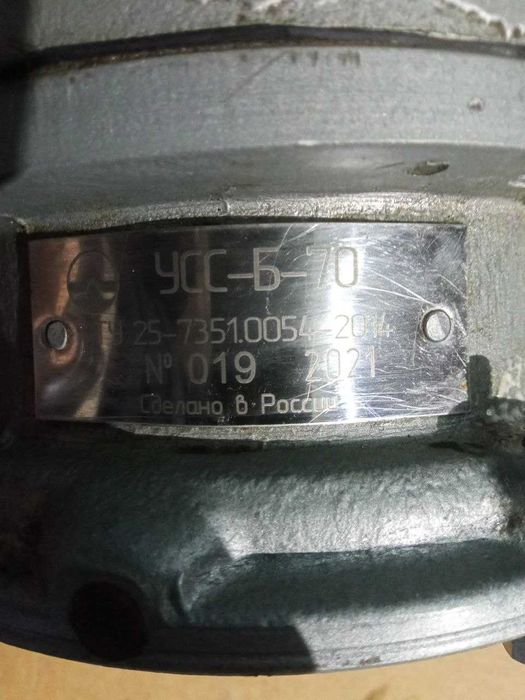 УСС-Б-70
ТУ 25-7351.0054-2014
№ 019 2021
Сделано в России